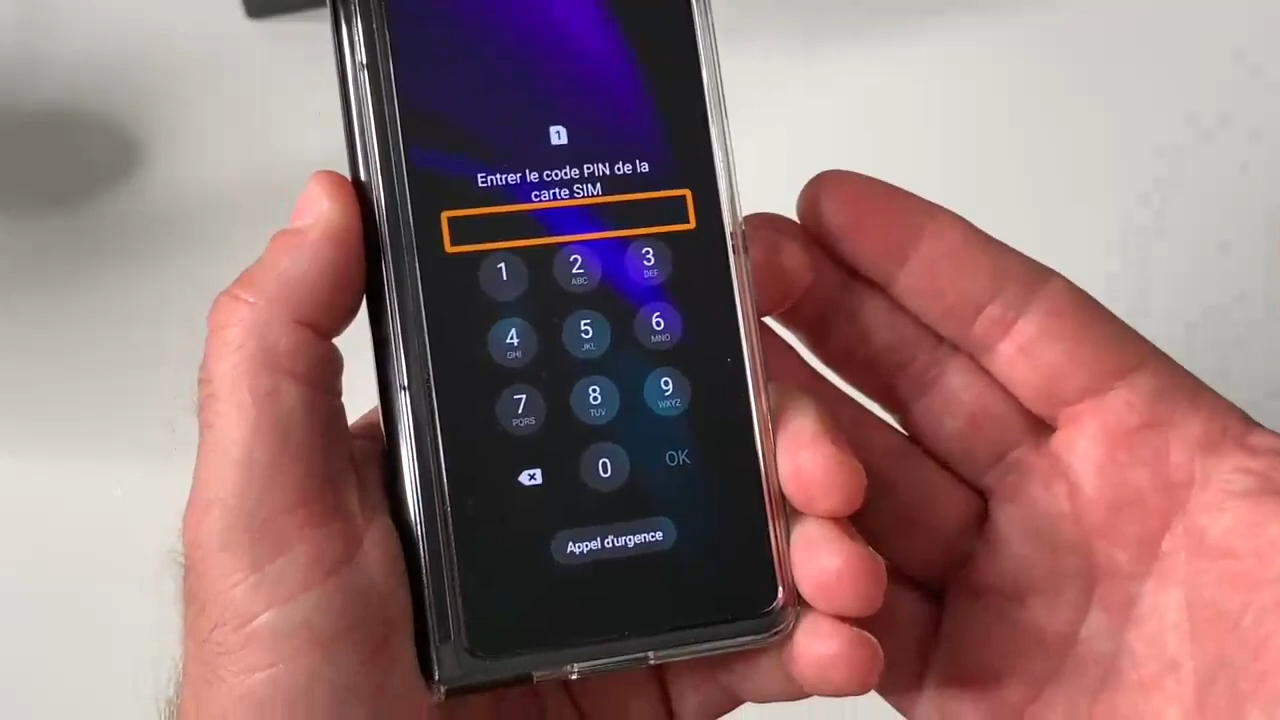 1
Entrer le code PIN de la
carte SIM
1
2
ABC
3
DEF
4
GHI
5
JKL
6
MNO
7
PQRS
8
TUV
9
WXYZ
0
OK
Appel d'urgence